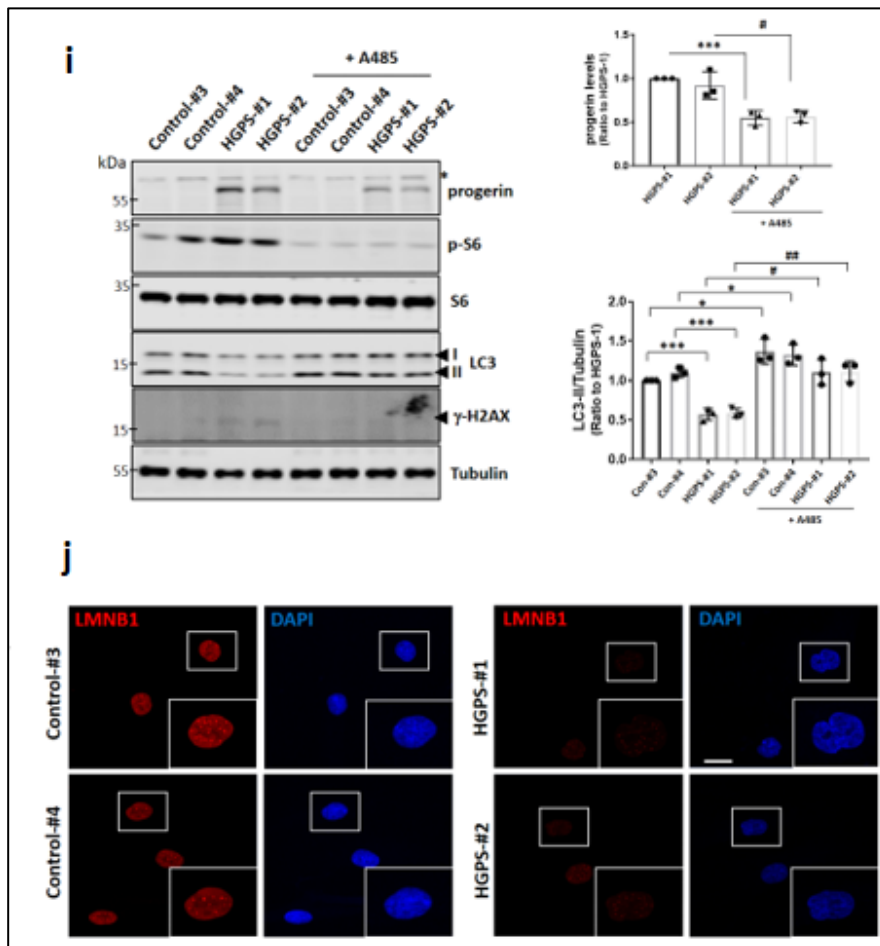 i
+ A485
Control-#3
Control-#4
HGPS-#1
HGPS-#2
Control-#3
Control-#4
HGPS-#1
HGPS-#2
kDa
*
55
progerin
35
p-S6
35
S6
I
LC3
15
II
γ-H2AX
15
55
Tubulin
#
***
progerin levels
(Ratio to HGPS-1)
1.5
1.0
0.5
0.0
HGPS-#1
HGPS-#2
HGPS-#1
HGPS-#2
+ A485
##
#
*
*
***
***
LC3-II/Tubulin
(Ratio to HGPS-1)
2.0
1.5
1.0
0.5
0.0
Con-#3
Con-#4
HGPS-#1
HGPS-#2
Con-#3
Con-#4
HGPS-#1
HGPS-#2
+ A485
j
LMNB1
DAPI
LMNB1
DAPI
Control-#3
HGPS-#1
Control-#4
HGPS-#2